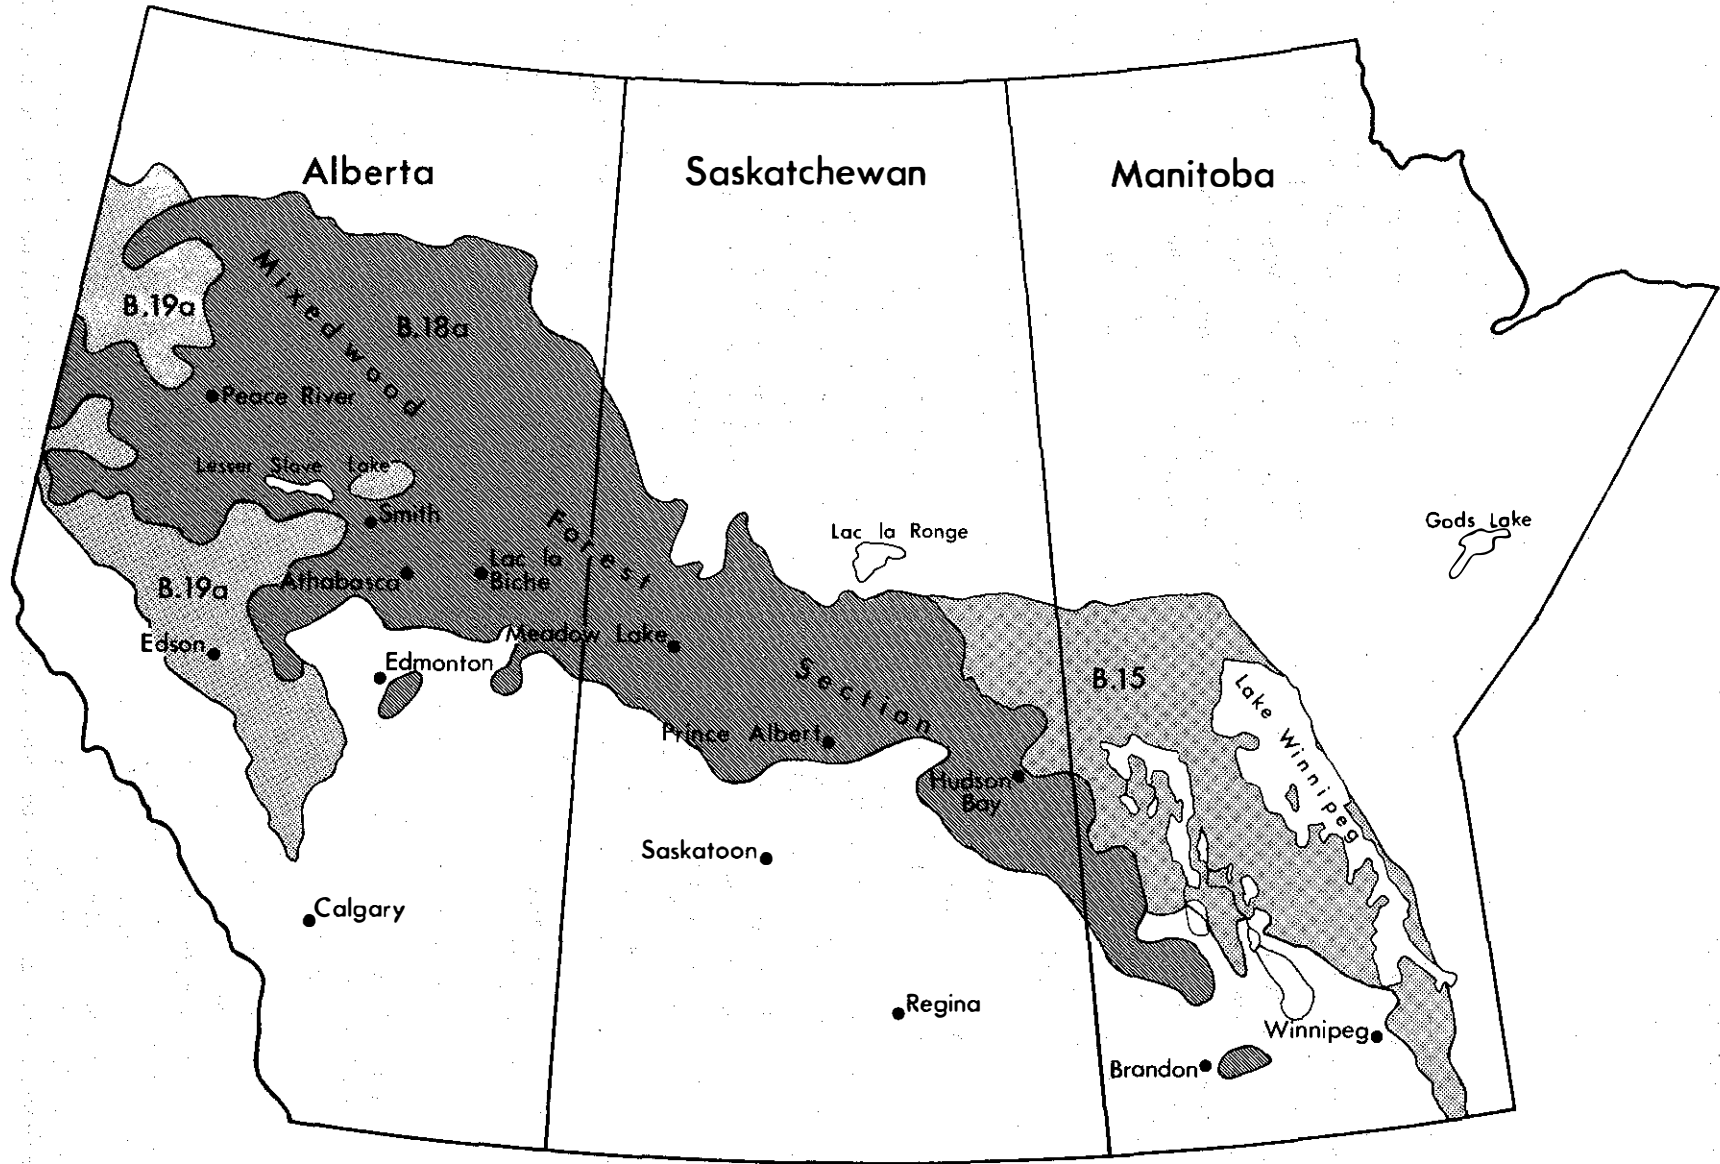 Alberta
Saskatchewan
Manitoba
Mixedwood
B.19a
B.18a
Peace River
Lesser Slave Lake
Smith
Forest
Lac la Ronge
Gods Lake
Lac la
Biche
Athabasca
B.19a
Edson
Meadow Lake
Edmonton
Section
B.15
Lake Winnipeg
Prince Albert
Hudson
Bay
Saskatoon
Calgary
Regina
Winnipeg
Brandon